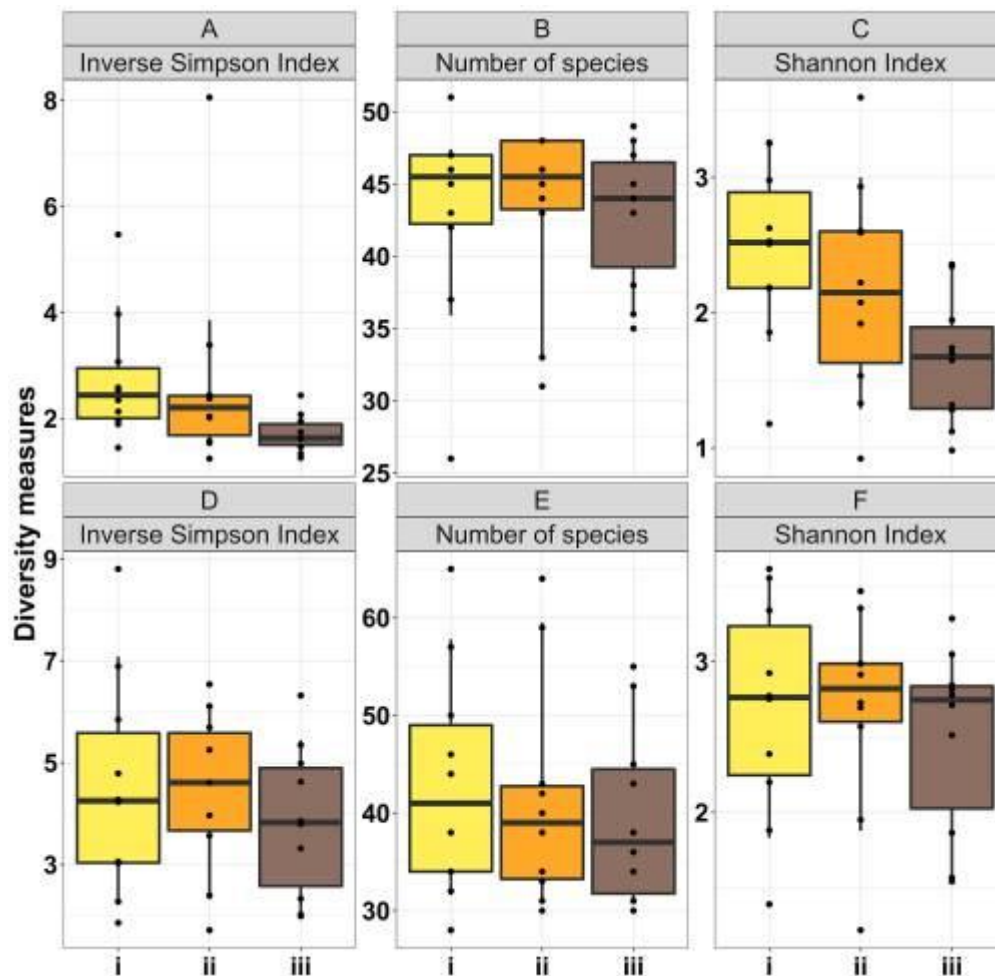 A
Inverse Simpson Index
8
6
4
2
B
Number of species
50
45
40
35
30
25
C
Shannon Index
3
2
1
Diversity measures
D
Inverse Simpson Index
9
7
5
3
i ii iii
E
Number of species
60
50
40
30
i ii iii
F
Shannon Index
3
2
i ii iii